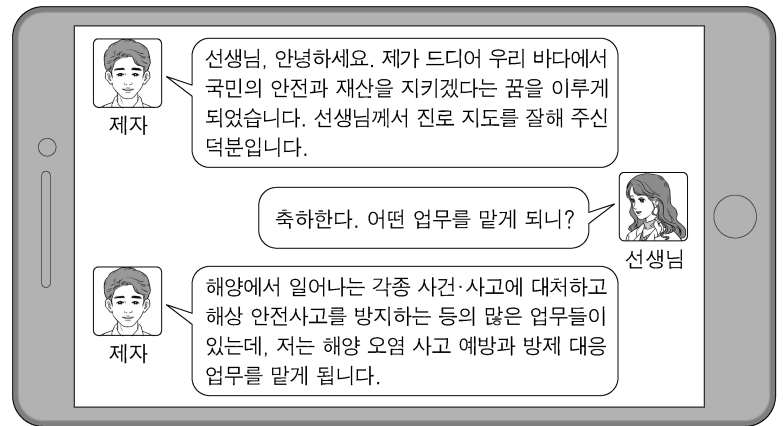 선생님, 안녕하세요. 제가 드디어 우리 바다에서
국민의 안전과 재산을 지키겠다는 꿈을 이루게
되었습니다. 선생님께서 진로 지도를 잘해 주신
덕분입니다.
제자
축하한다. 어떤 업무를 맡게 되니?
선생님
해양에서 일어나는 각종 사건·사고에 대처하고
해상 안전사고를 방지하는 등의 많은 업무들이
있는데, 저는 해양 오염 사고 예방과 방제 대응
업무를 맡게 됩니다.
제자